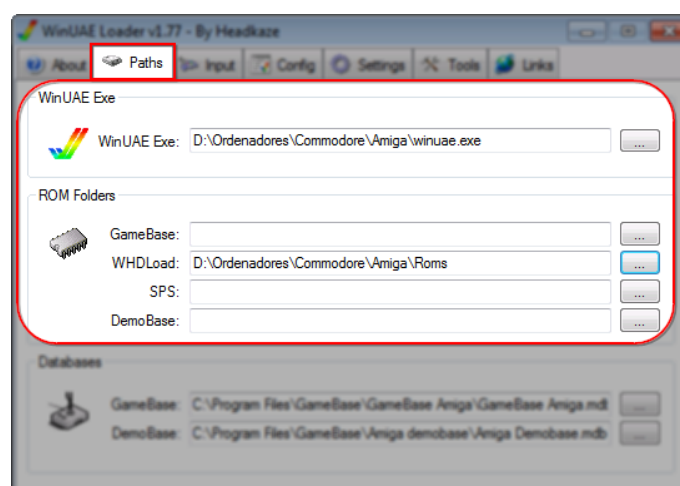 WinUAE Loader v1.77 - By Headkaze
About Paths Input Config Settings Tools Links
WinUAE Exe
WinUAE Exe: D:\Ordenadores\Commodore\Amiga\winuae.exe ...
ROM Folders
GameBase: ...
WHDLoad: D:\Ordenadores\Commodore\Amiga\Roms ...
SPS: ...
DemoBase: ...
Databases
GameBase: C:\Program Files\GameBase\GameBase Amiga\GameBase Amiga.mdb ...
DemoBase: C:\Program Files\GameBase\Amiga demobase\Amiga Demobase.mdb ...